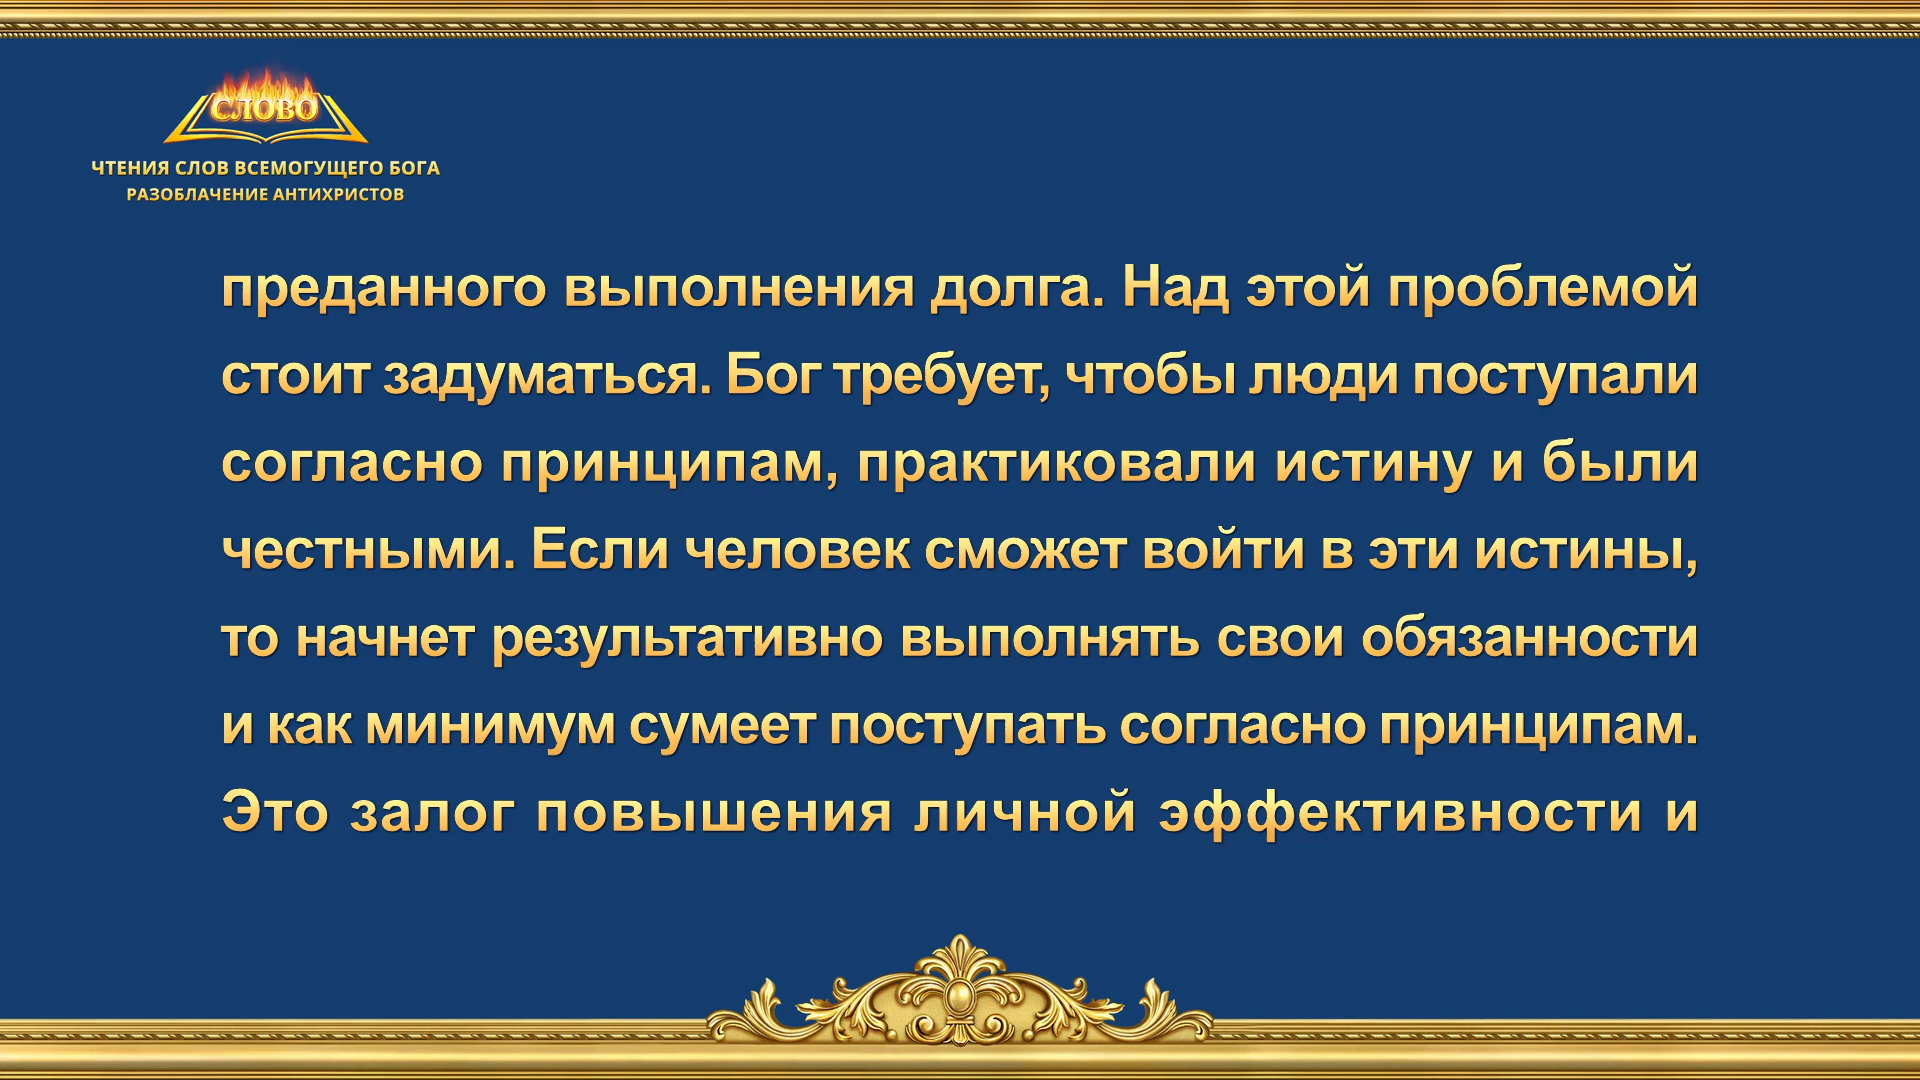 СЛОВО
ЧТЕНИЯ СЛОВ ВСЕМОГУЩЕГО БОГА
РАЗОБЛАЧЕНИЕ АНТИХРИСТОВ
преданного выполнения долга. Над этой проблемой
стоит задуматься. Бог требует, чтобы люди поступали
согласно принципам, практиковали истину и были
честными. Если человек сможет войти в эти истины,
то начнет результативно выполнять свои обязанности
и как минимум сумеет поступать согласно принципам.
Это залог повышения личной эффективности и